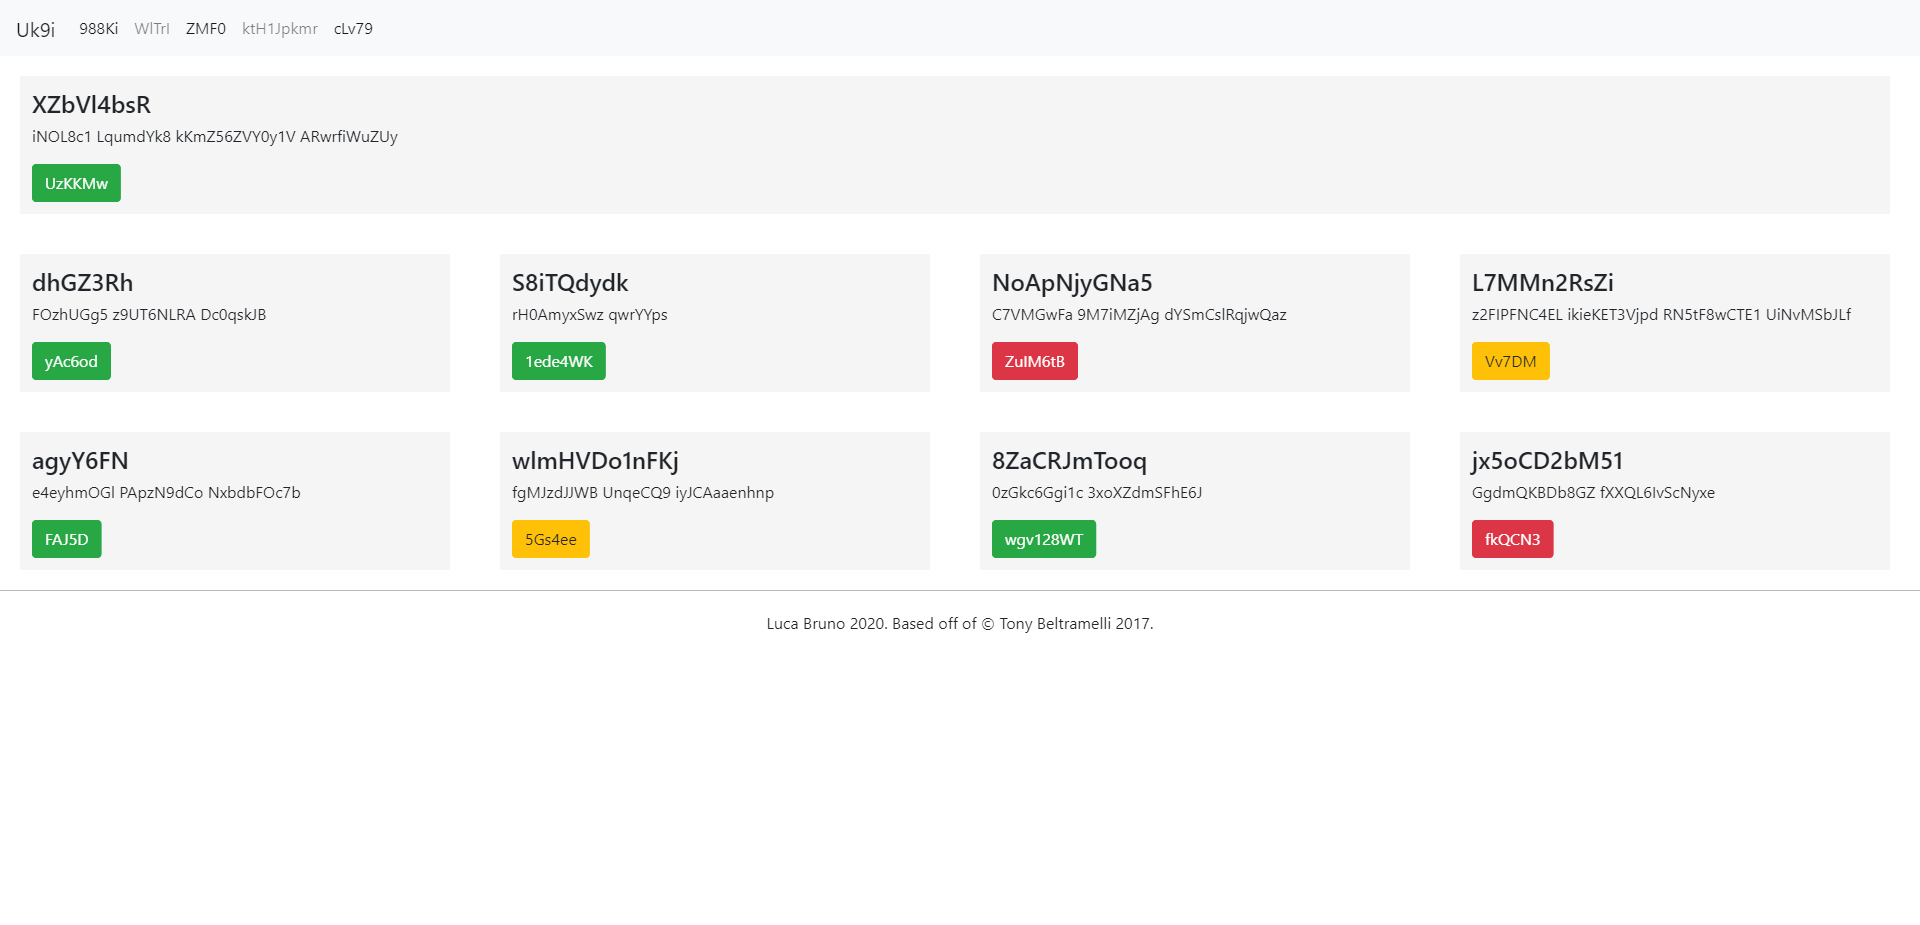 Uk9i 988Ki WlTrI ZMF0 ktH1Jpkmr cLv79
XZbVl4bsR
iNOL8c1 LqumdYk8 kKmZ56ZVY0y1V ARwrfiWuZUy
UzKKMw
dhGZ3Rh
FOzhUGg5 z9UT6NLRA Dc0qskJB
yAc6od
S8iTQdydk
rH0AmyxSwz qwrYYps
1ede4WK
NoApNjyGNa5
C7VMGwFa 9M7iMZjAg dYSmCslRqjwQaz
ZuIM6tB
L7MMn2RsZi
z2FIPFNC4EL ikieKET3Vjpd RN5tF8wCTE1 UiNvMSbJLf
Vv7DM
agyY6FN
e4eyhmOGl PApzN9dCo NxbdbFOc7b
FAJ5D
wlmHVDo1nFKj
fgMJzdJJWB UnqeCQ9 iyJCAaaenhnp
5Gs4ee
8ZaCRJmTooq
0zGkc6Ggi1c 3xoXZdmSFhE6J
wgv128WT
jx5oCD2bM51
GgdmQKBDb8GZ fXXQL6IvScNyxe
fkQCN3
Luca Bruno 2020. Based off of © Tony Beltramelli 2017.